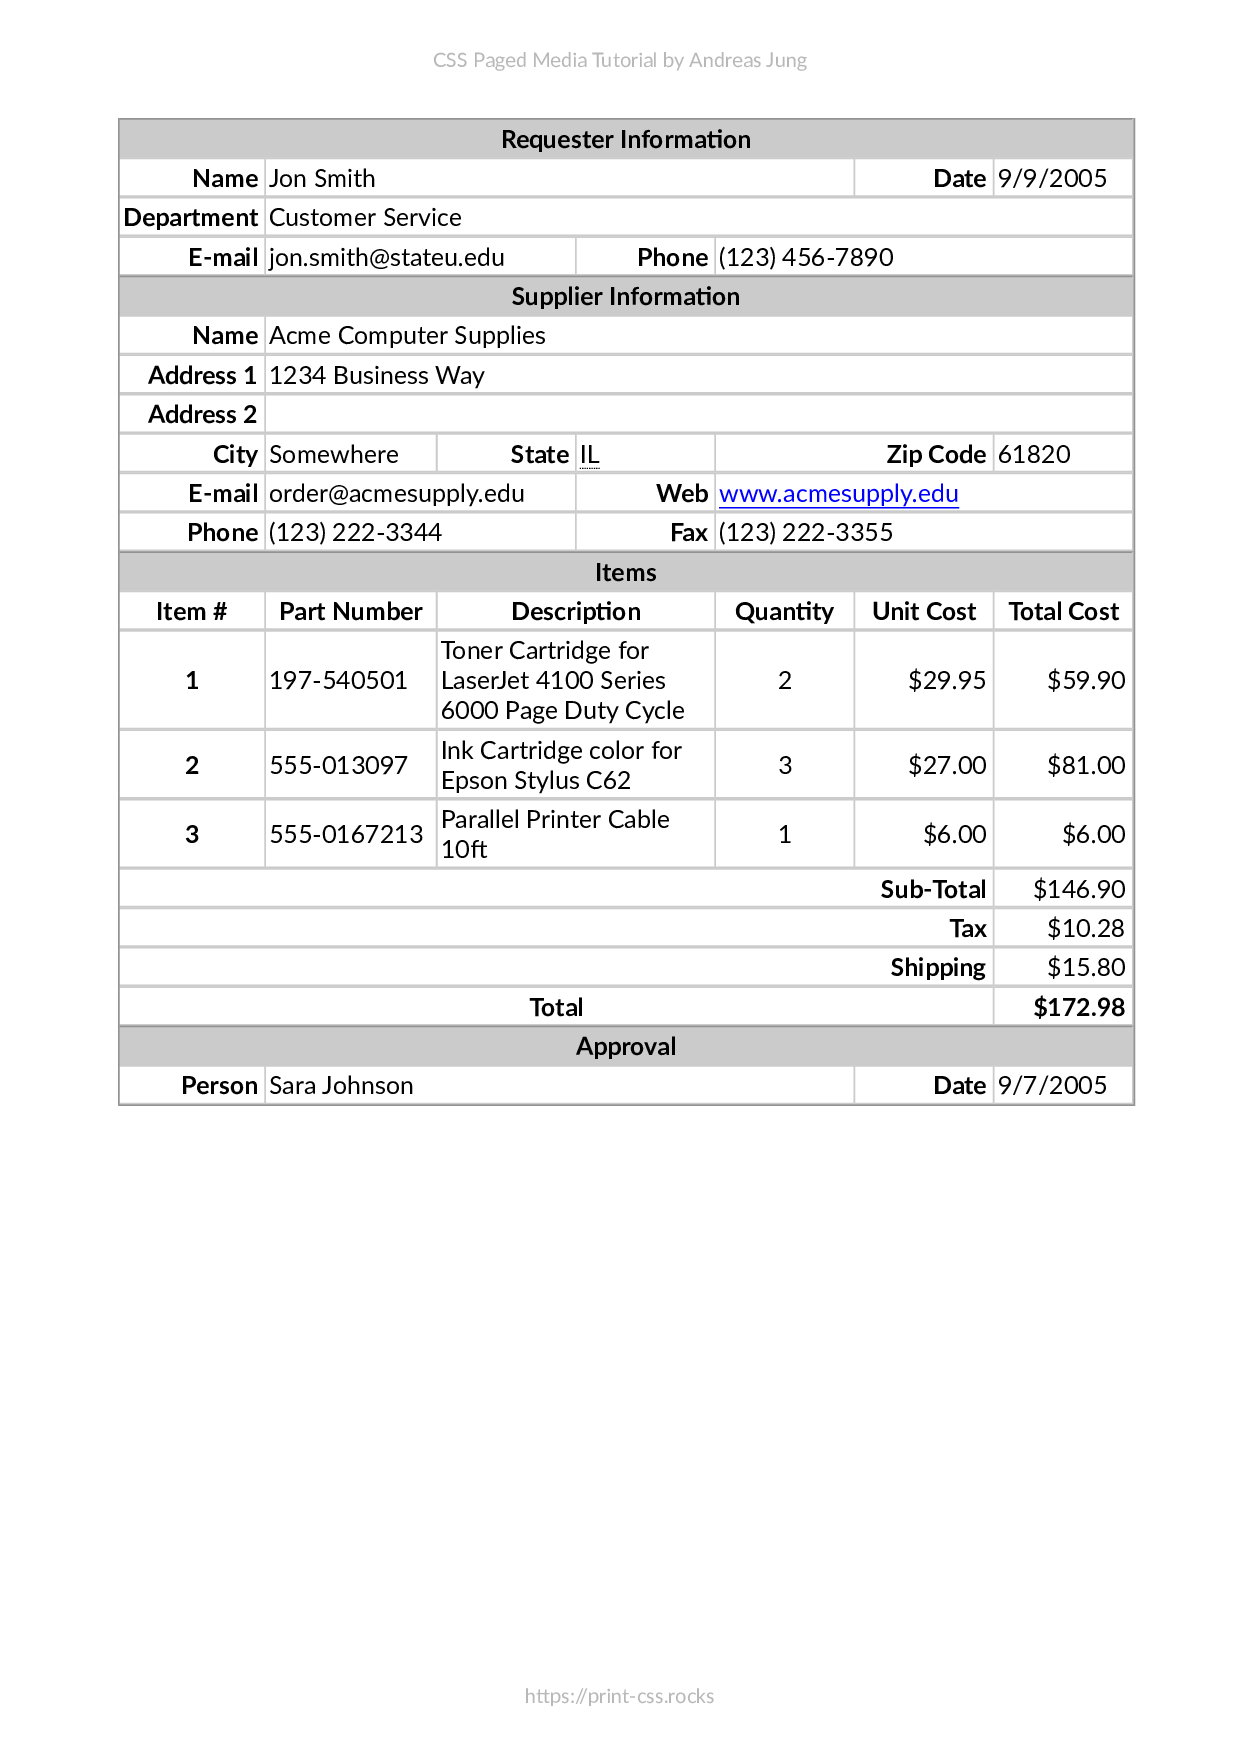 CSS Paged Media Tutorial by Andreas Jung
Requester Information
Name Jon Smith Date 9/9/2005
Department Customer Service
E-mail jon.smith@stateu.edu Phone (123) 456-7890
Supplier Information
Name Acme Computer Supplies
Address 1 1234 Business Way
Address 2
City Somewhere State IL Zip Code 61820
E-mail order@acmesupply.edu Web www.acmesupply.edu
Phone (123) 222-3344 Fax (123) 222-3355
Items
Item # Part Number Description Quantity Unit Cost Total Cost
Toner Cartridge for
1 197-540501 LaserJet 4100 Series 2 $29.95 $59.90
6000 Page Duty Cycle
Ink Cartridge color for
2 555-013097 Epson Stylus C62 3 $27.00 $81.00
Parallel Printer Cable
3 555-0167213 10ft 1 $6.00 $6.00
Sub-Total $146.90
Tax $10.28
Shipping $15.80
Total $172.98
Approval
Person Sara Johnson Date 9/7/2005
https://print-css.rocks